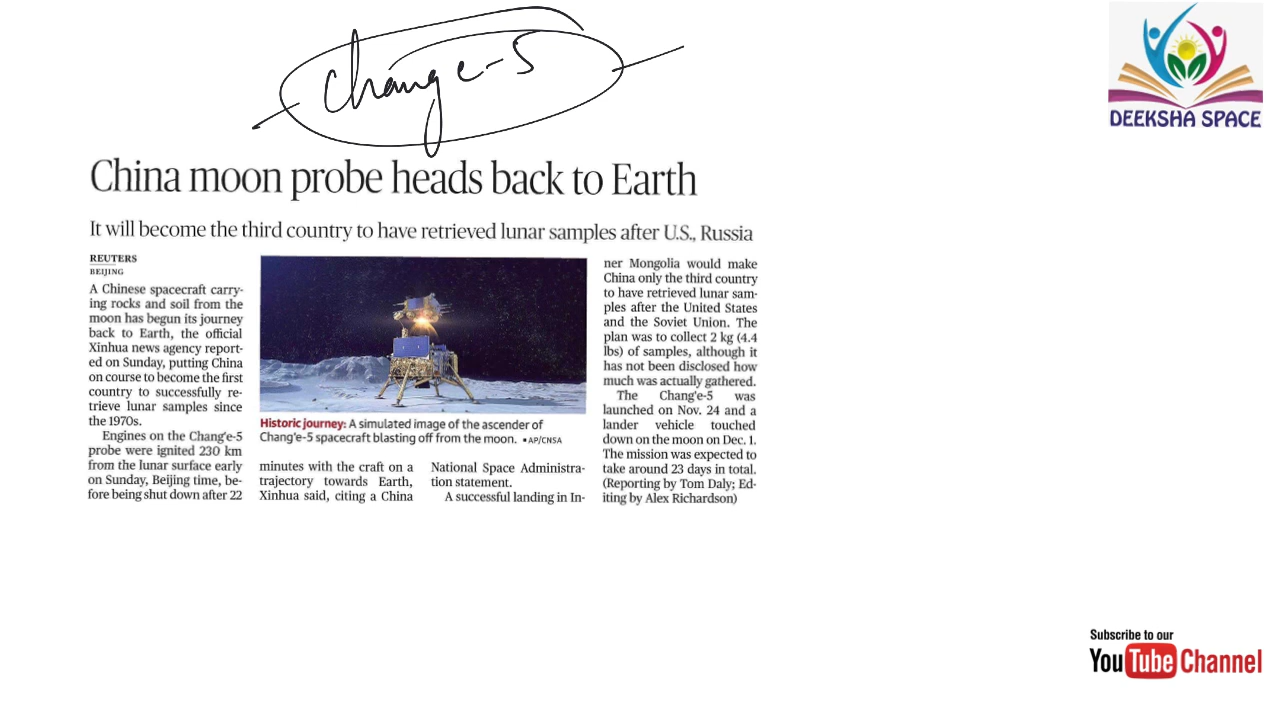 Chang e-5
DEEKSHA SPACE
China moon probe heads back to Earth
It will become the third country to have retrieved lunar samples after U.S., Russia
REUTERS
BEIJING
A Chinese spacecraft carry-
ing rocks and soil from the
moon has begun its journey
back to Earth, the official
Xinhua news agency report-
ed on Sunday, putting China
on course to become the first
country to successfully re-
trieve lunar samples since
the 1970s.
Engines on the Chang'e-5
probe were ignited 230 km
from the lunar surface early
on Sunday, Beijing time, be-
fore being shut down after 22
Historic journey: A simulated image of the ascender of
Chang'e-5 spacecraft blasting off from the moon. •AP/CNSA
minutes with the craft on a
trajectory towards Earth,
Xinhua said, citing a China
National Space Administra-
tion statement.
A successful landing in In-
ner Mongolia would make
China only the third country
to have retrieved lunar sam-
ples after the United States
and the Soviet Union. The
plan was to collect 2 kg (4.4
lbs) of samples, although it
has not been disclosed how
much was actually gathered.
The Chang'e-5 was
launched on Nov. 24 and a
lander vehicle touched
down on the moon on Dec. 1.
The mission was expected to
take around 23 days in total.
(Reporting by Tom Daly; Ed-
iting by Alex Richardson)
Subscribe to our
YouTube Channel